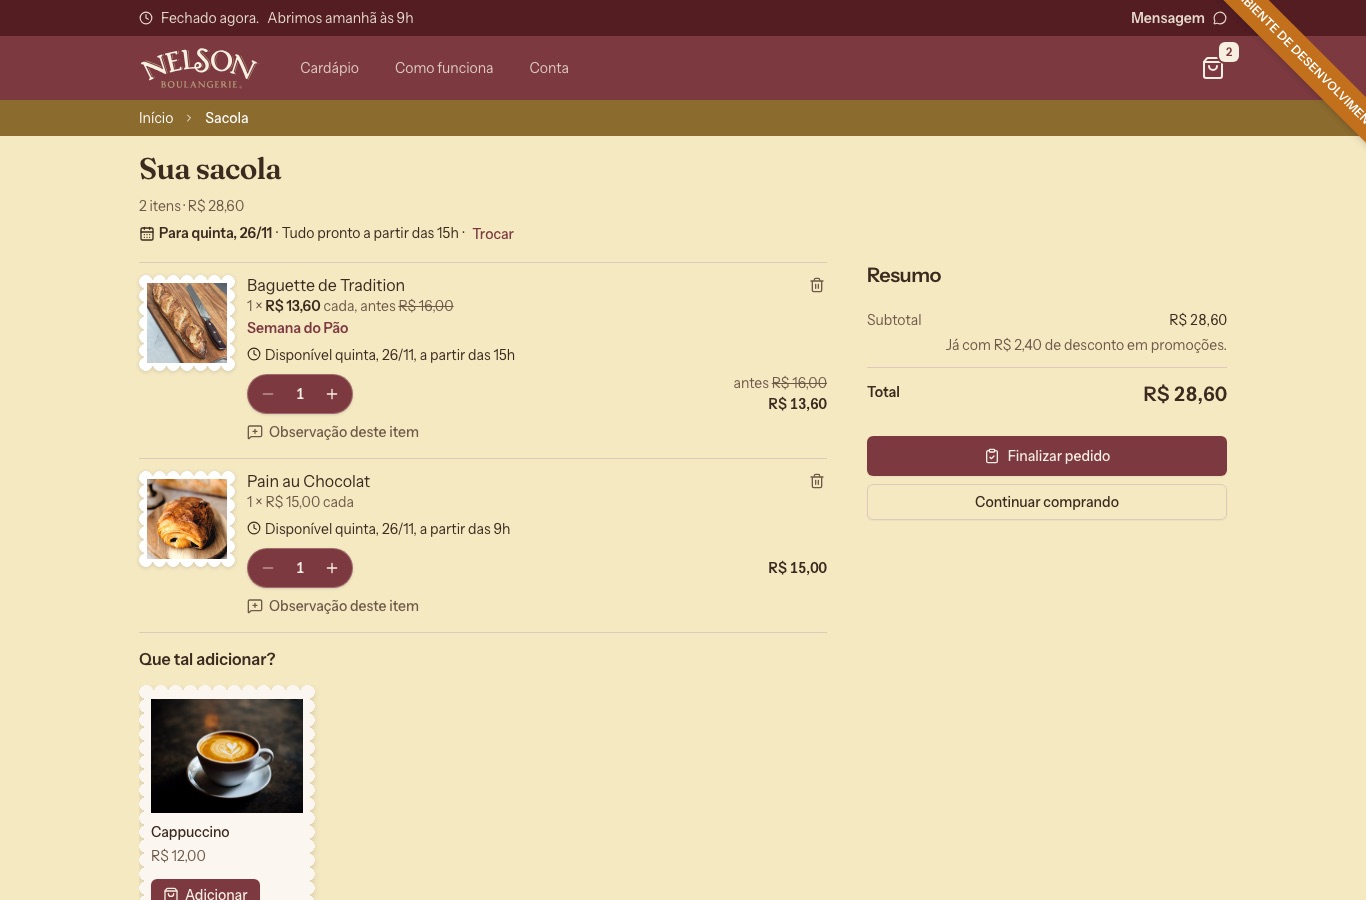 Fechado agora. Abrimos amanhã às 9h
Mensagem
NELSON
BOULANGERIE
Cardápio
Como funciona
Conta
2
Início
Sacola
Sua sacola
2 itens · R$ 28,60
Para quinta, 26/11 · Tudo pronto a partir das 15h · Trocar
Baguette de Tradition
1 × R$ 13,60 cada, antes R$ 16,00
Semana do Pão
Disponível quinta, 26/11, a partir das 15h
1
antes R$ 16,00
R$ 13,60
Observação deste item
Pain au Chocolat
1 × R$ 15,00 cada
Disponível quinta, 26/11, a partir das 9h
1
R$ 15,00
Observação deste item
Resumo
Subtotal R$ 28,60
Já com R$ 2,40 de desconto em promoções.
Total R$ 28,60
Finalizar pedido
Continuar comprando
Que tal adicionar?
Cappuccino
R$ 12,00
Adicionar
DE